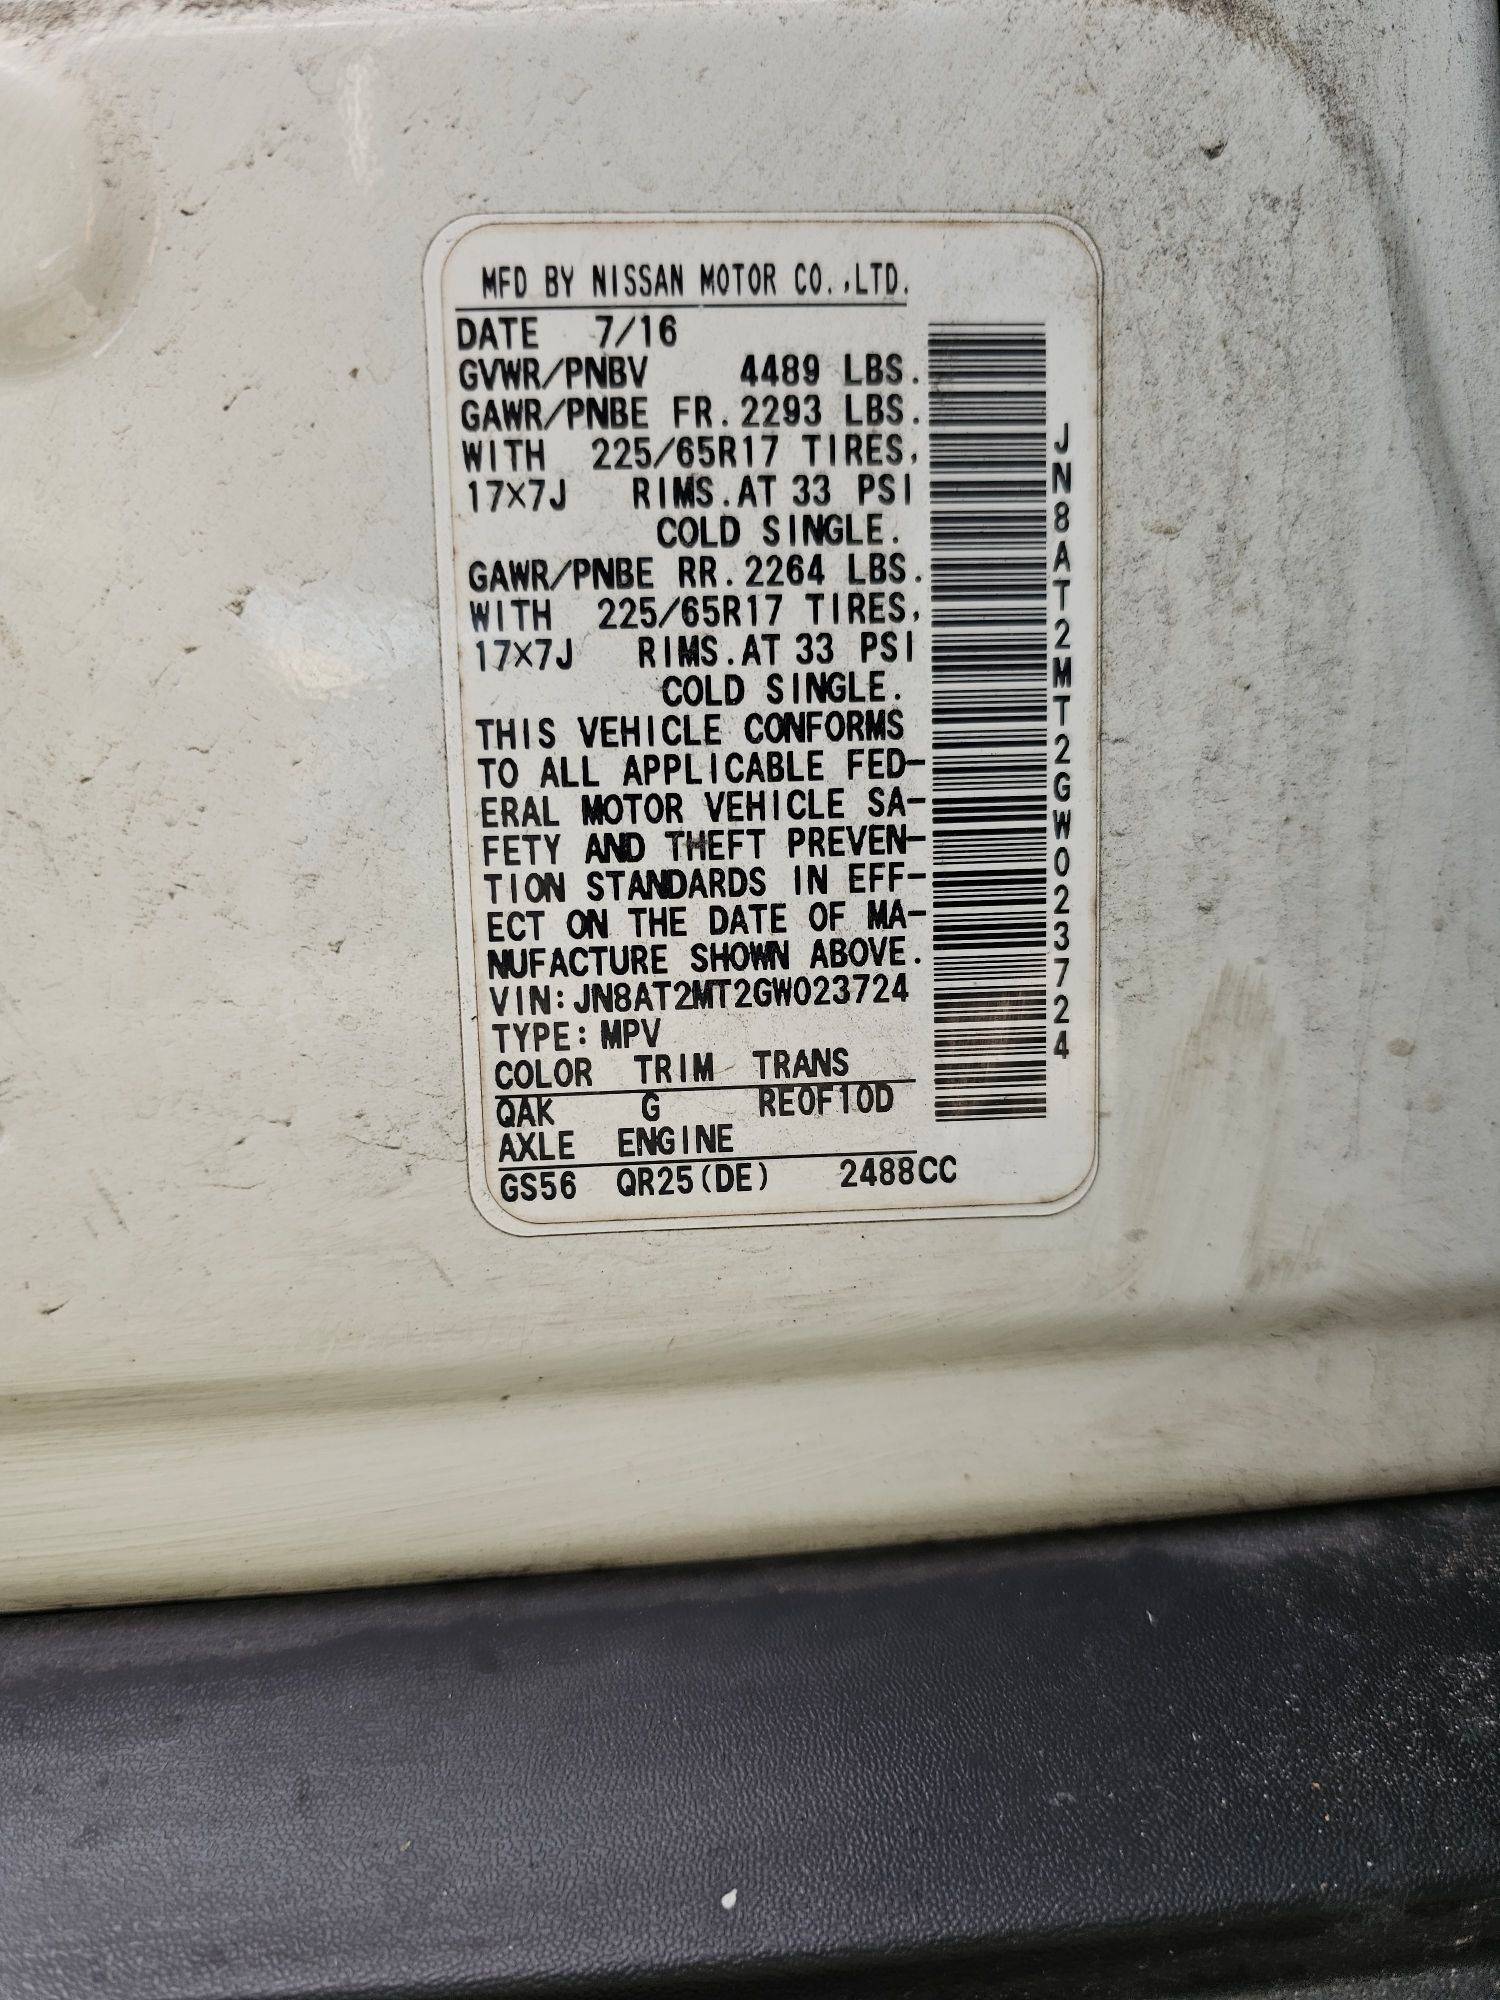 MFD BY NISSAN MOTOR CO.,LTD.
DATE 7/16
GVWR/PNBV 4489 LBS.
GAWR/PNBE FR.2293 LBS.
WITH 225/65R17 TIRES,
17×7J RIMS.AT 33 PSI
COLD SINGLE.
GAWR/PNBE RR.2264 LBS.
WITH 225/65R17 TIRES,
17×7J RIMS.AT 33 PSI
COLD SINGLE.
THIS VEHICLE CONFORMS
TO ALL APPLICABLE FED-
ERAL MOTOR VEHICLE SA-
FETY AND THEFT PREVEN-
TION STANDARDS IN EFF-
ECT ON THE DATE OF MA-
NUFACTURE SHOWN ABOVE.
VIN:JN8AT2MT2GW023724
TYPE:MPV
COLOR TRIM TRANS
QAK G RE0F10D
AXLE ENGINE
GS56 QR25(DE) 2488CC
JN8AT2MT2GW023724